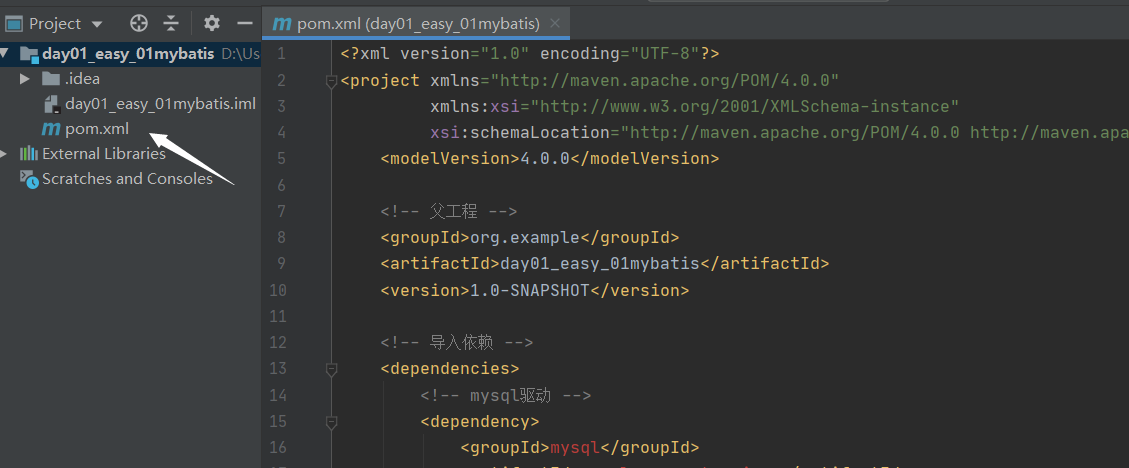 Project
pom.xml (day01_easy_01mybatis)
day01_easy_01mybatis D:\Us
.idea
day01_easy_01mybatis.iml
pom.xml
External Libraries
Scratches and Consoles
1 <?xml version="1.0" encoding="UTF-8"?>
2 <project xmlns="http://maven.apache.org/POM/4.0.0"
3 xmlns:xsi="http://www.w3.org/2001/XMLSchema-instance"
4 xsi:schemaLocation="http://maven.apache.org/POM/4.0.0 http://maven.apa
5 <modelVersion>4.0.0</modelVersion>
6
7 <!-- 父工程 -->
8 <groupId>org.example</groupId>
9 <artifactId>day01_easy_01mybatis</artifactId>
10 <version>1.0-SNAPSHOT</version>
11
12 <!-- 导入依赖 -->
13 <dependencies>
14 <!-- mysql驱动 -->
15 <dependency>
16 <groupId>mysql</groupId>